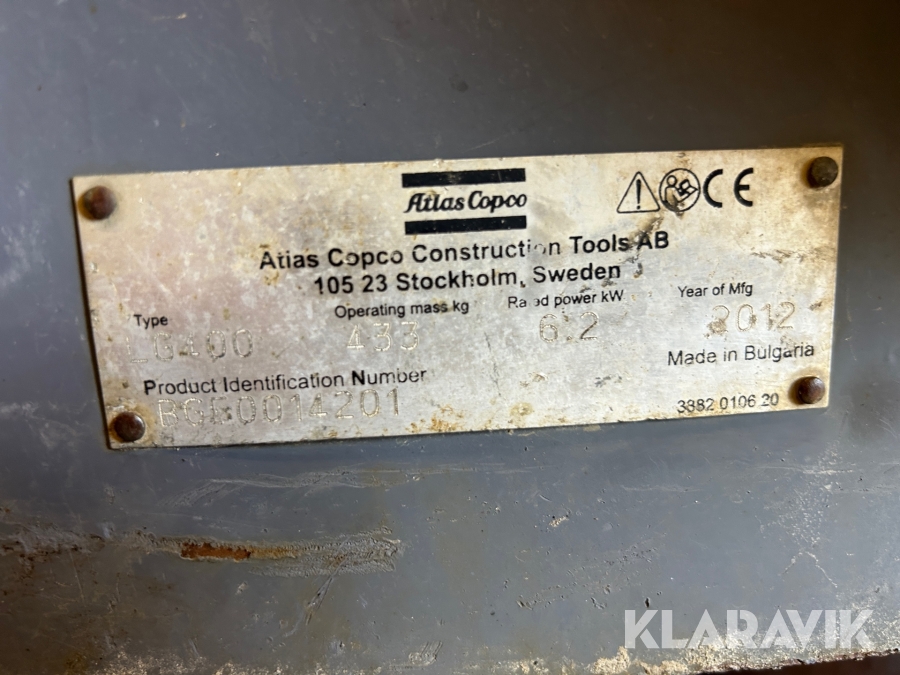 Atlas Copco
CE
Atlas Copco Construction Tools AB
105 23 Stockholm, Sweden
Type Operating mass kg Rated power kW Year of Mfg
LG400 433 6.2 2012
Made in Bulgaria
Product Identification Number
3382 0106 20
KLARAVIK